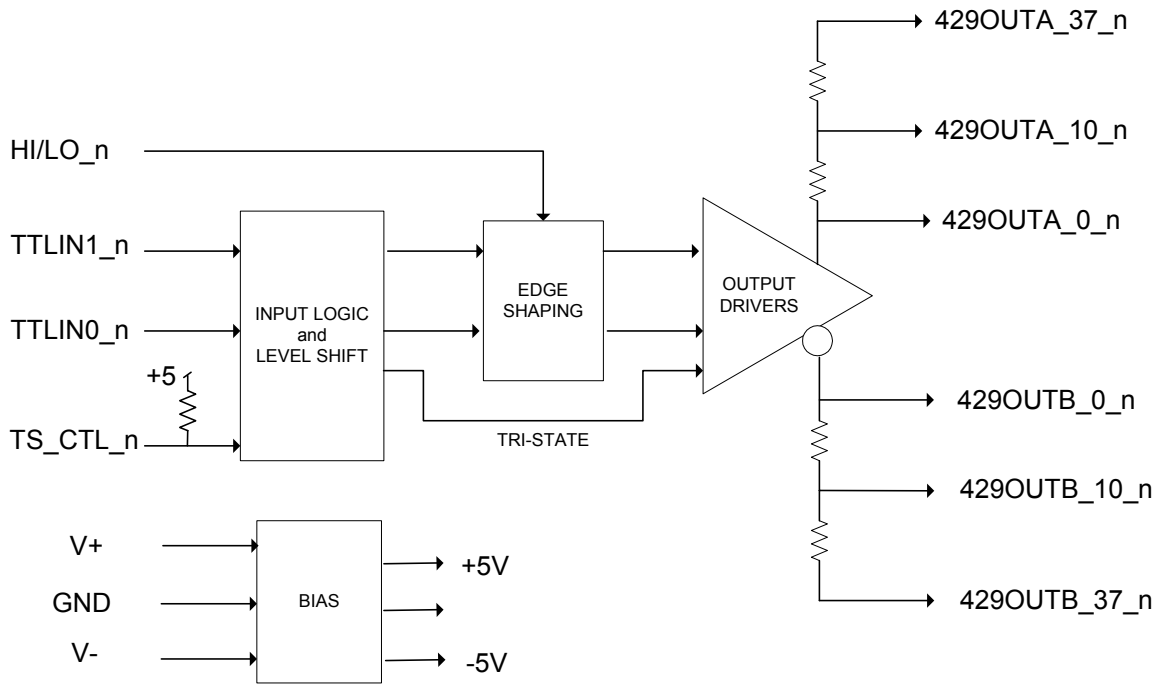 429OUTA_37_n
429OUTA_10_n
HI/LO_n
429OUTA_0_n
TTLIN1_n
EDGE
SHAPING
OUTPUT
DRIVERS
INPUT LOGIC
and
LEVEL SHIFT
TTLIN0_n
+5
429OUTB_0_n
TS_CTL_n
TRI-STATE
429OUTB_10_n
V+
+5V
GND
BIAS
429OUTB_37_n
V-
-5V